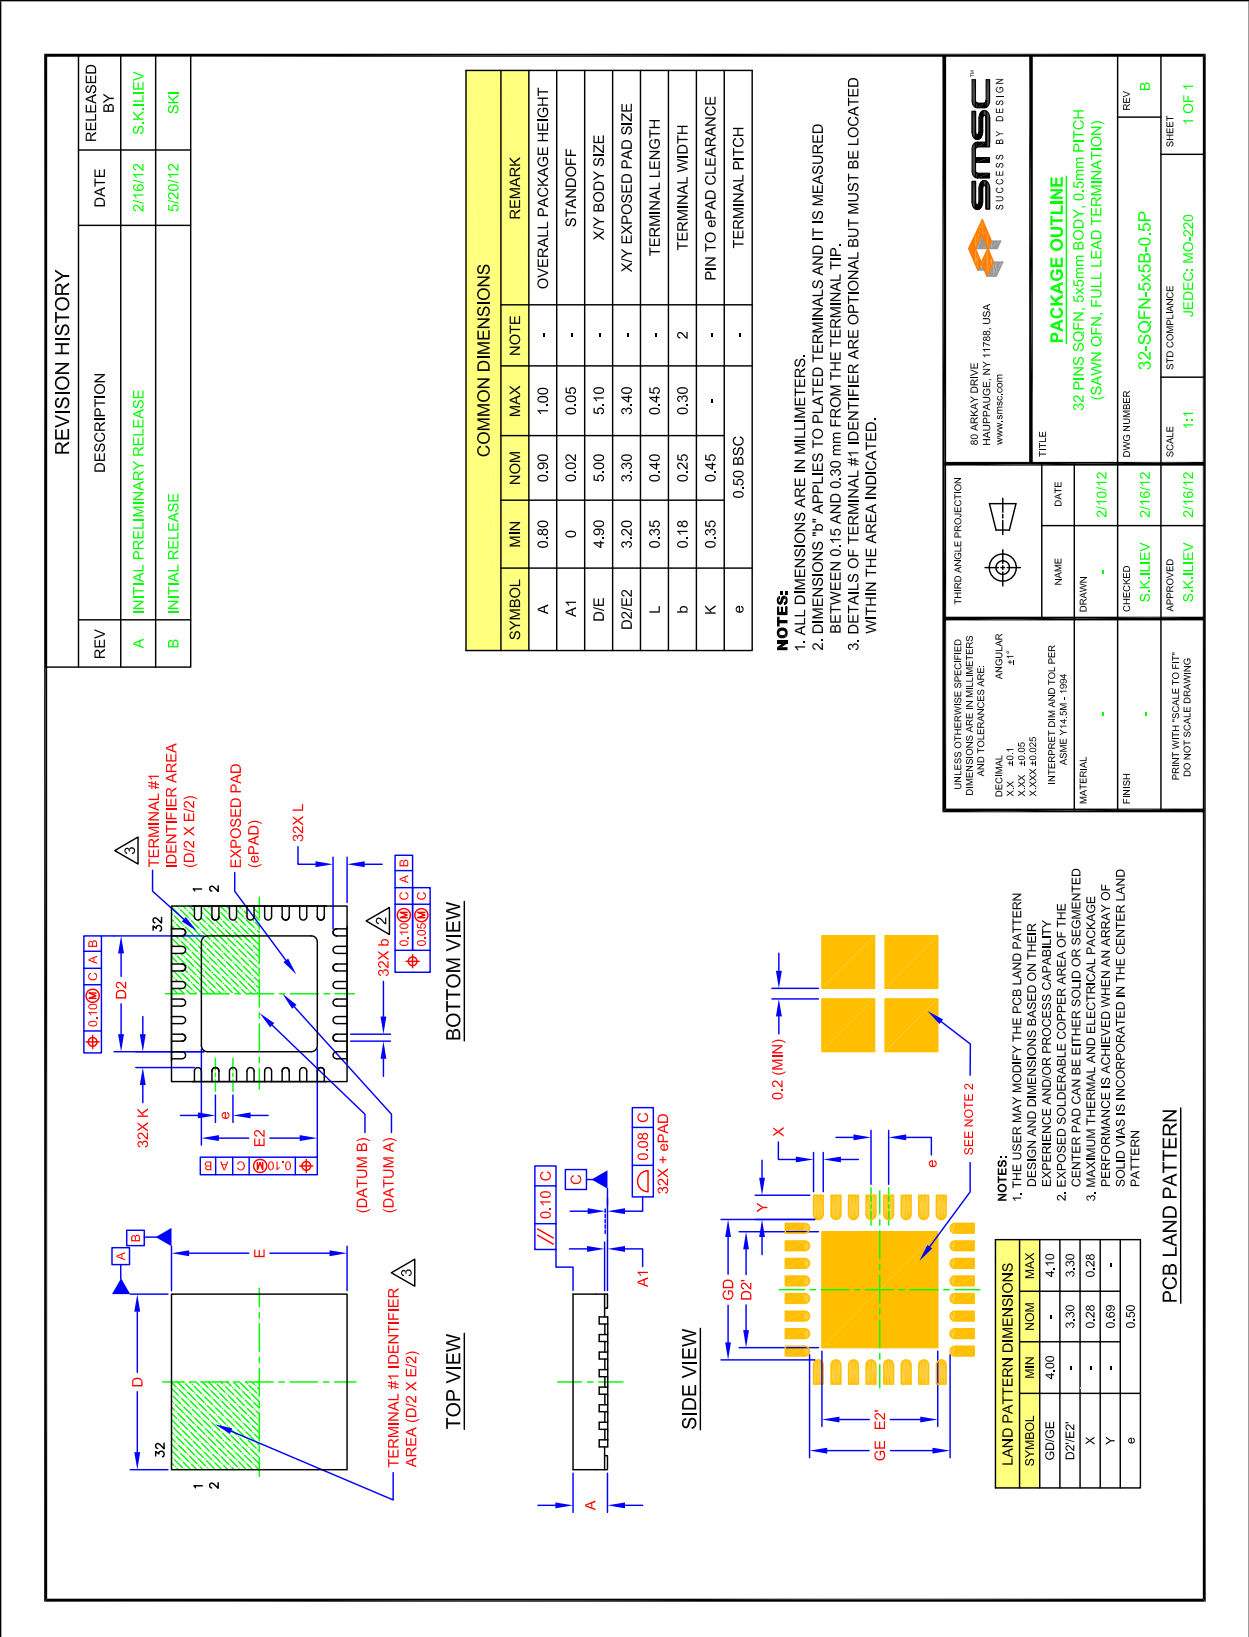 TOP VIEW
D
E
A
B
32
1
2
TERMINAL #1 IDENTIFIER
AREA (D/2 X E/2)
3
BOTTOM VIEW
0.10 M C A B
D2
32X K
e
E2
0.10 M C A B
32
1
2
3
TERMINAL #1
IDENTIFIER AREA
(D/2 X E/2)
EXPOSED PAD
(ePAD)
32X L
32X b
2
0.10 M C A B
0.05 M C
(DATUM B)
(DATUM A)
SIDE VIEW
A
A1
// 0.10 C
C
0.08 C
32X + ePAD
REVISION HISTORY
REV DESCRIPTION DATE RELEASED BY
A INITIAL PRELIMINARY RELEASE 2/16/12 S.K.ILIEV
B INITIAL RELEASE 5/20/12 SKI
COMMON DIMENSIONS
SYMBOL MIN NOM MAX NOTE REMARK
A 0.80 0.90 1.00 - OVERALL PACKAGE HEIGHT
A1 0 0.02 0.05 - STANDOFF
D/E 4.90 5.00 5.10 - X/Y BODY SIZE
D2/E2 3.20 3.30 3.40 - X/Y EXPOSED PAD SIZE
L 0.35 0.40 0.45 - TERMINAL LENGTH
b 0.18 0.25 0.30 2 TERMINAL WIDTH
K 0.35 0.45 - - PIN TO ePAD CLEARANCE
e 0.50 BSC - TERMINAL PITCH
NOTES:
1. ALL DIMENSIONS ARE IN MILLIMETERS.
2. DIMENSIONS "b" APPLIES TO PLATED TERMINALS AND IT IS MEASURED
BETWEEN 0.15 AND 0.30 mm FROM THE TERMINAL TIP.
3. DETAILS OF TERMINAL #1 IDENTIFIER ARE OPTIONAL BUT MUST BE LOCATED
WITHIN THE AREA INDICATED.
GD
D2'
Y
X
0.2 (MIN)
GE E2'
e
SEE NOTE 2
LAND PATTERN DIMENSIONS
SYMBOL MIN NOM MAX
GD/GE 4.00 - 4.10
D2'/E2' - 3.30 3.30
X - 0.28 0.28
Y - 0.69 -
e 0.50
NOTES:
1. THE USER MAY MODIFY THE PCB LAND PATTERN
DESIGN AND DIMENSIONS BASED ON THEIR
EXPERIENCE AND/OR PROCESS CAPABILITY
2. EXPOSED SOLDERABLE COPPER AREA OF THE
CENTER PAD CAN BE EITHER SOLID OR SEGMENTED
3. MAXIMUM THERMAL AND ELECTRICAL PACKAGE
PERFORMANCE IS ACHIEVED WHEN AN ARRAY OF
SOLID VIAS IS INCORPORATED IN THE CENTER LAND
PATTERN
PCB LAND PATTERN
UNLESS OTHERWISE SPECIFIED
DIMENSIONS ARE IN MILLIMETERS
AND TOLERANCES ARE:
DECIMAL ANGULAR
X.X ±0.1 ±1°
X.XX ±0.05
X.XXX ±0.025
INTERPRET DIM AND TOL PER
ASME Y14.5M - 1994
MATERIAL
-
FINISH
-
PRINT WITH "SCALE TO FIT"
DO NOT SCALE DRAWING
THIRD ANGLE PROJECTION
NAME DATE
DRAWN
- 2/10/12
CHECKED
S.K.ILIEV 2/16/12
APPROVED
S.K.ILIEV 2/16/12
80 ARKAY DRIVE
HAUPPAUGE, NY 11788, USA
www.smsc.com
smsc™
SUCCESS BY DESIGN
TITLE
PACKAGE OUTLINE
32 PINS SQFN, 5x5mm BODY, 0.5mm PITCH
(SAWN QFN, FULL LEAD TERMINATION)
DWG NUMBER
32-SQFN-5x5B-0.5P
REV
B
SCALE
1:1
STD COMPLIANCE
JEDEC: MO-220
SHEET
1 OF 1